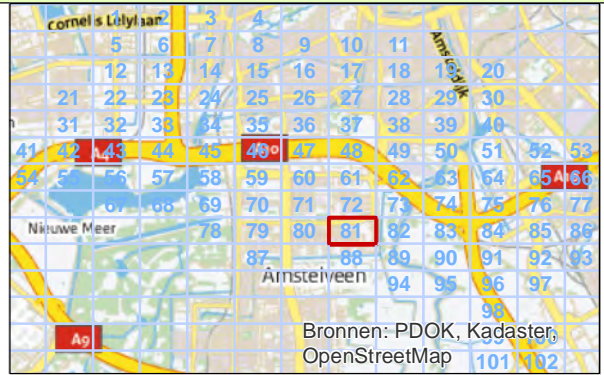 Cornelis Lelylaan
1 2 3 4
5 6 7 8 9 10 11
Amsteldijk
12 13 14 15 16 17 18 19 20
21 22 23 24 25 26 27 28 29 30
31 32 33 34 35 36 37 38 39 40
41 42 43 44 45 46 47 48 49 50 51 52 53
A4
54 55 56 57 58 59 60 61 62 63 64 65 66
67 68 69 70 71 72 73 74 75 76 77
Nieuwe Meer
78 79 80 81 82 83 84 85 86
87 88 89 90 91 92 93
Amstelveen
94 95 96 97
98
Bronnen: PDOK, Kadaster,
A9
OpenStreetMap
101 102